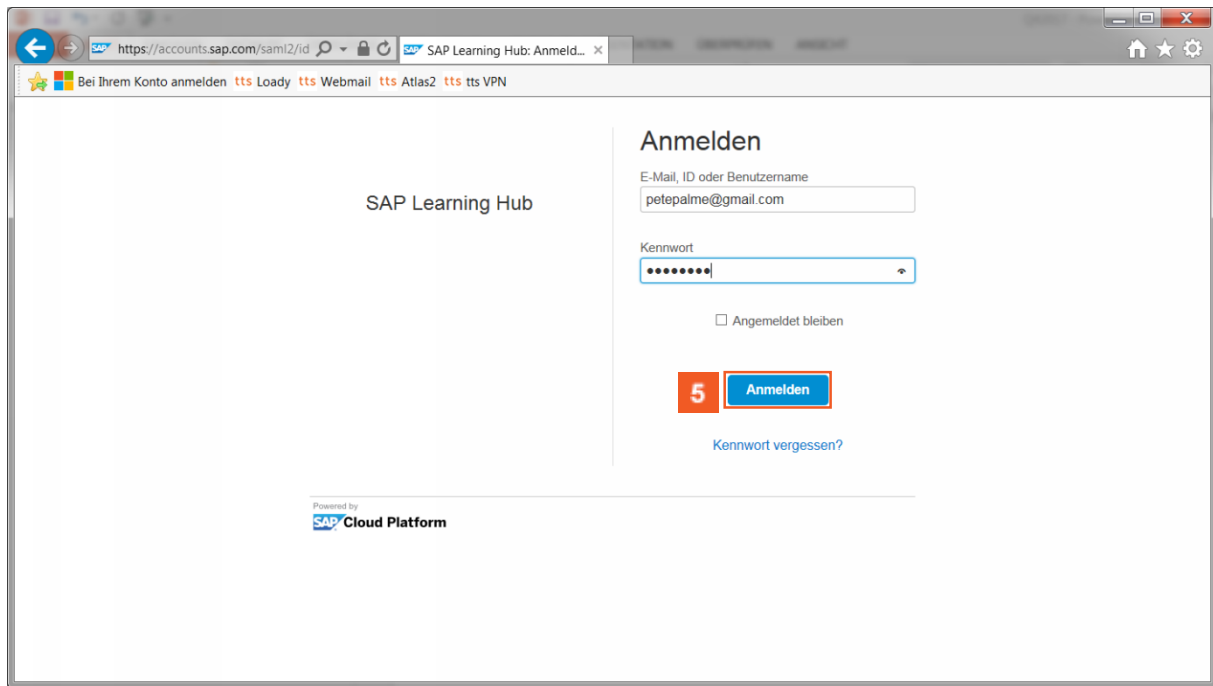 https://accounts.sap.com/saml2/id
SAP Learning Hub: Anmeld...
Bei Ihrem Konto anmelden tts Loady tts Webmail tts Atlas2 tts tts VPN
Anmelden
E-Mail, ID oder Benutzername
petepalme@gmail.com
SAP Learning Hub
Kennwort
••••••••
Angemeldet bleiben
5 Anmelden
Kennwort vergessen?
Powered by
SAP Cloud Platform